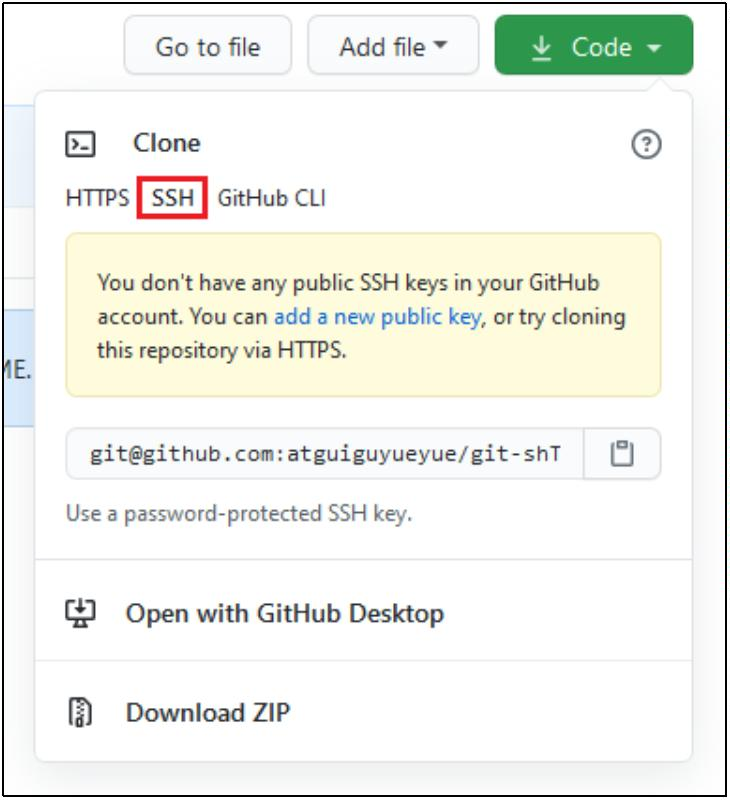 Go to file Add file Code
Clone
HTTPS SSH GitHub CLI
You don't have any public SSH keys in your GitHub
account. You can add a new public key, or try cloning
this repository via HTTPS.
ME.
git@github.com:atguiguyueyue/git-shT
Use a password-protected SSH key.
Open with GitHub Desktop
Download ZIP